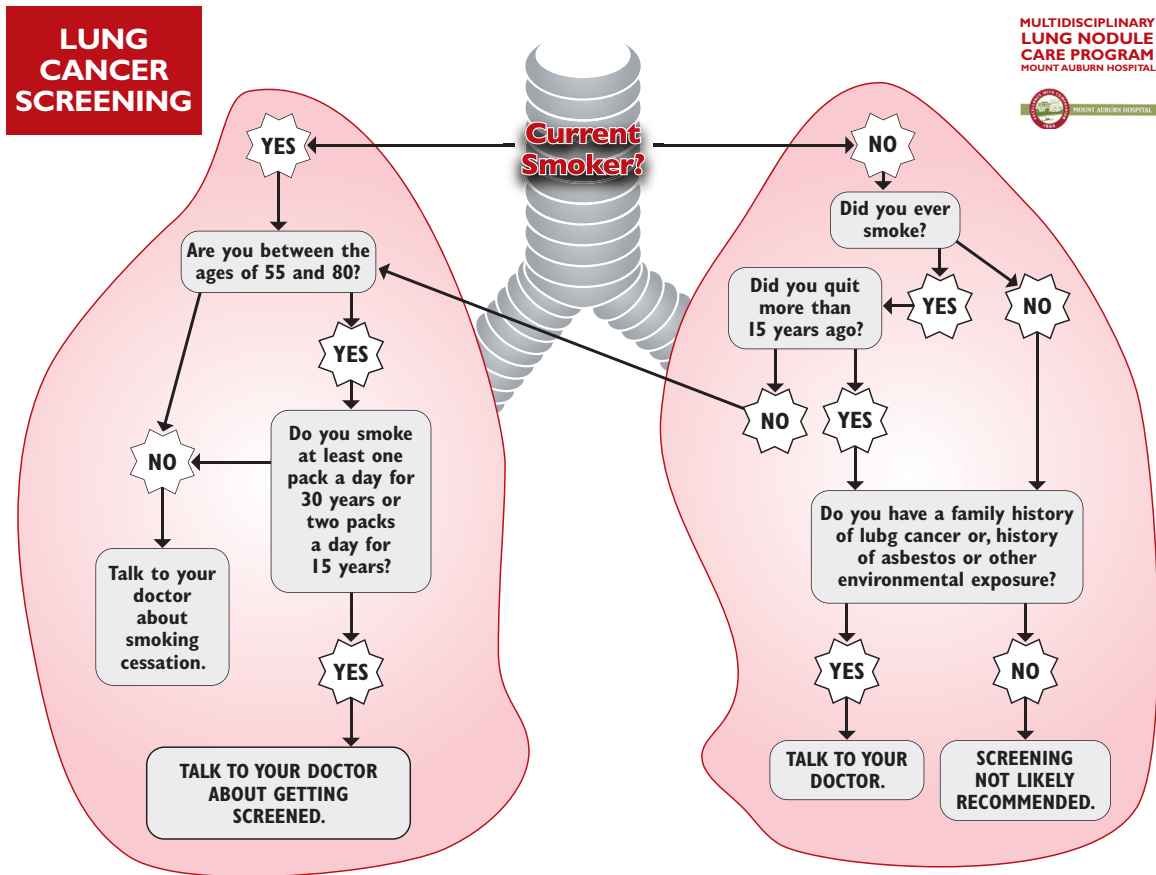 LUNG
CANCER
SCREENING
MULTIDISCIPLINARY
LUNG NODULE
CARE PROGRAM
MOUNT AUBURN HOSPITAL
MOUNT AUBURN HOSPITAL
Current
Smoker?
YES
Are you between the
ages of 55 and 80?
YES
NO
Do you smoke
at least one
pack a day for
30 years or
two packs
a day for
15 years?
Talk to your
doctor
about
smoking
cessation.
YES
TALK TO YOUR DOCTOR
ABOUT GETTING
SCREENED.
NO
Did you ever
smoke?
YES
NO
Did you quit
more than
15 years ago?
NO
YES
Do you have a family history
of lubg cancer or, history
of asbestos or other
environmental exposure?
YES
NO
TALK TO YOUR
DOCTOR.
SCREENING
NOT LIKELY
RECOMMENDED.